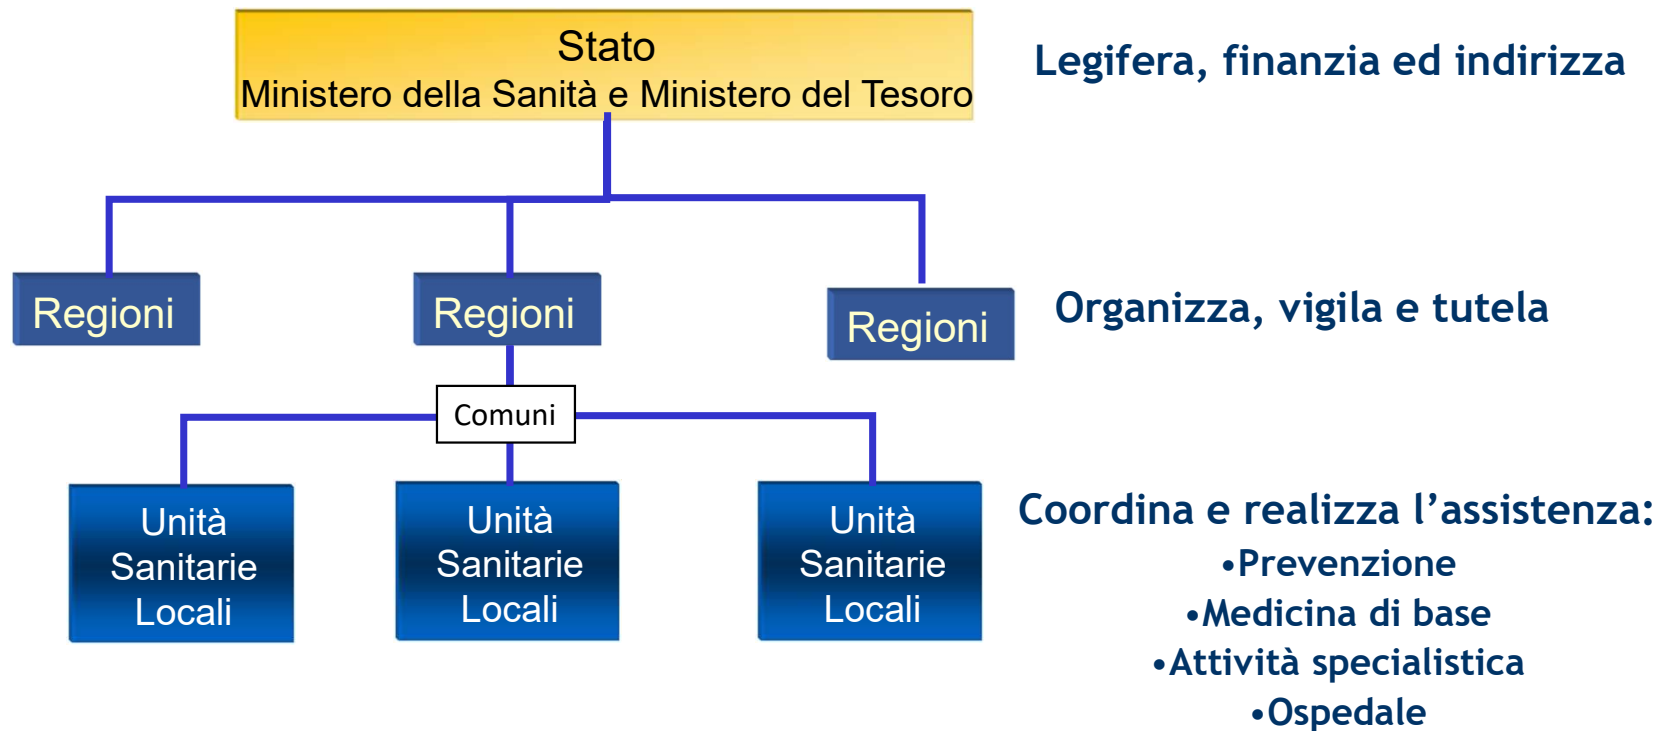 Stato
Ministero della Sanità e Ministero del Tesoro
Legifera, finanzia ed indirizza
Regioni
Regioni
Regioni
Organizza, vigila e tutela
Comuni
Unità
Sanitarie
Locali
Unità
Sanitarie
Locali
Unità
Sanitarie
Locali
Coordina e realizza l’assistenza:
•Prevenzione
•Medicina di base
•Attività specialistica
•Ospedale